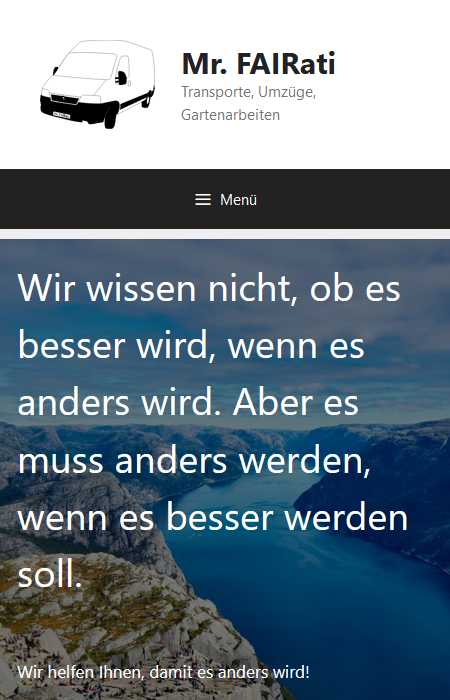 Mr. FAIRati
Transporte, Umzüge,
Gartenarbeiten
Menü
Wir wissen nicht, ob es
besser wird, wenn es
anders wird. Aber es
muss anders werden,
wenn es besser werden
soll.
Wir helfen Ihnen, damit es anders wird!